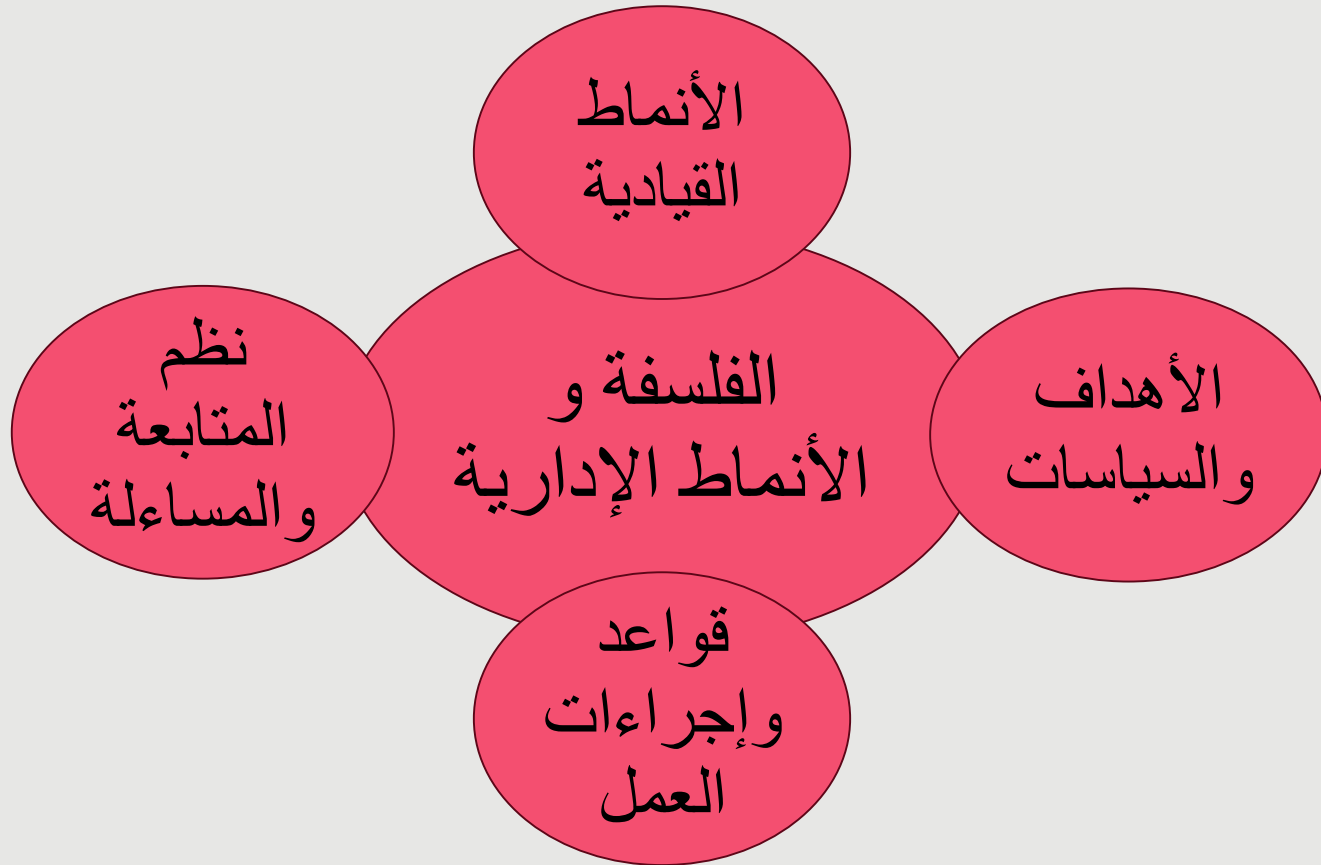 الأنماط
القيادية
الفلسفة و
الأنماط الإدارية
الأهداف
والسياسات
نظم
المتابعة
والمساءلة
قواعد
وإجراءات
العمل